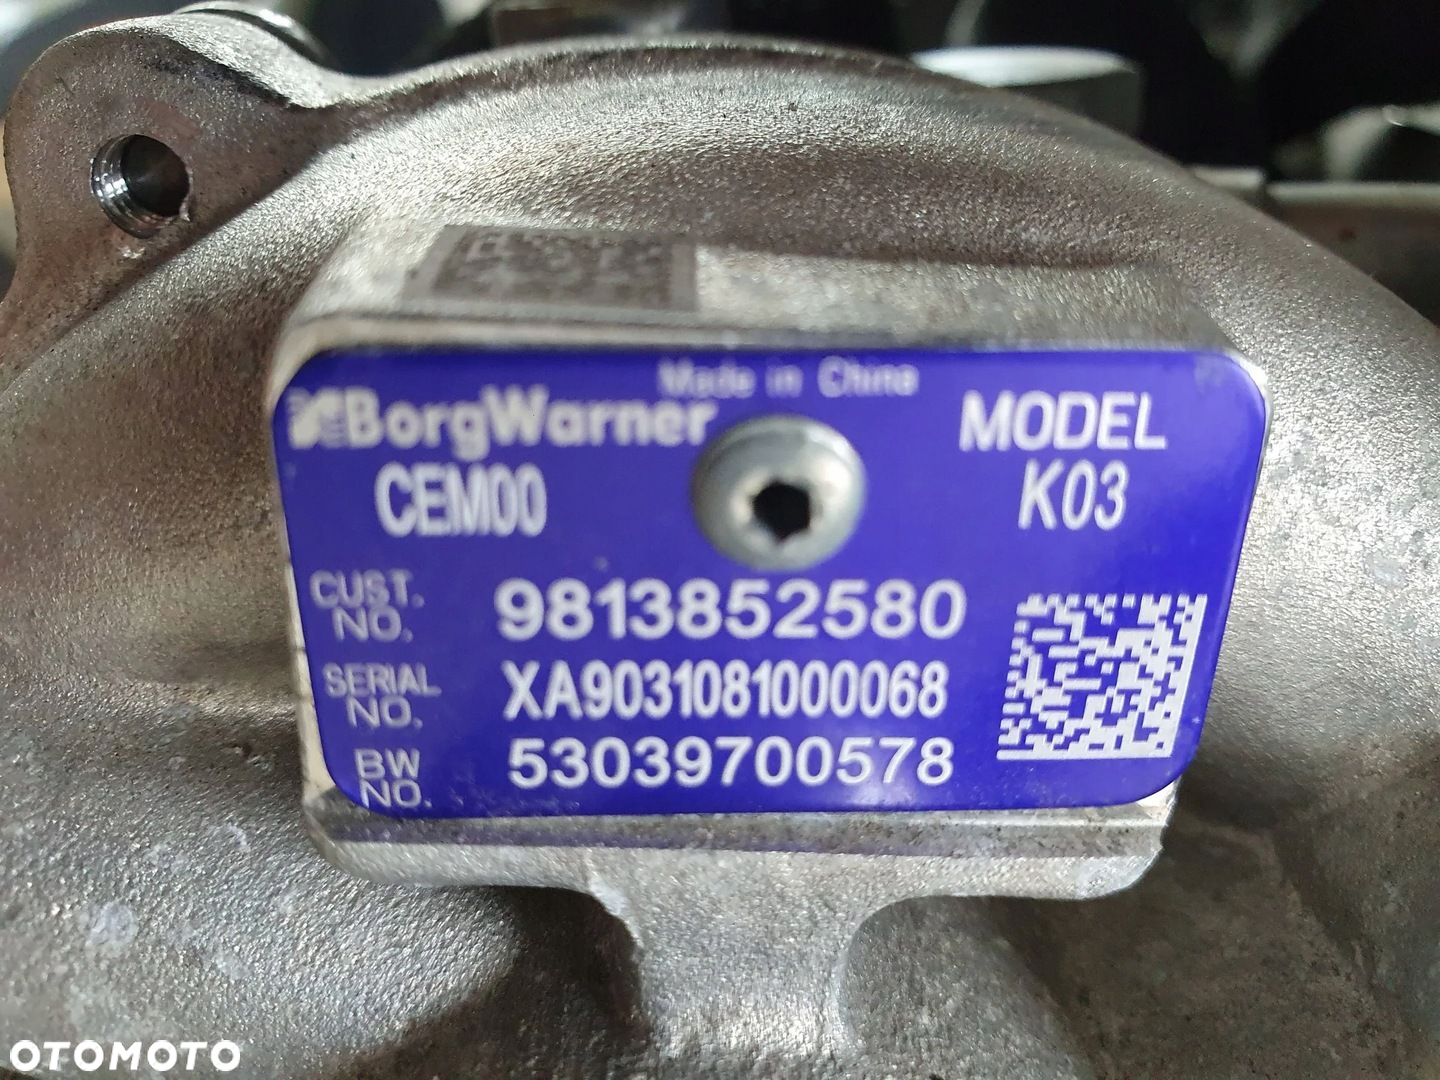 Made in China
BorgWarner
MODEL
CEM00
K03
CUST. NO. 9813852580
SERIAL NO. XA9031081000068
BW NO. 53039700578
OTOMOTO